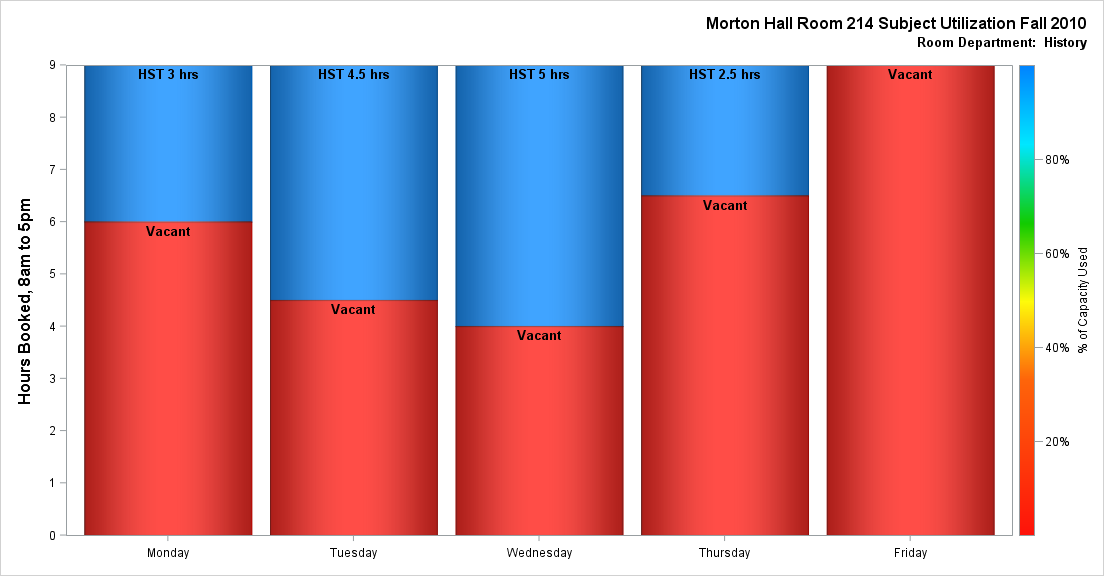 Morton Hall Room 214 Subject Utilization Fall 2010
Room Department:  History
Hours Booked, 8am to 5pm
9
8
7
6
5
4
3
2
1
0
HST 3 hrs
Vacant
HST 4.5 hrs
Vacant
HST 5 hrs
Vacant
HST 2.5 hrs
Vacant
Vacant
Monday
Tuesday
Wednesday
Thursday
Friday
80%
60%
40%
20%
% of Capacity Used